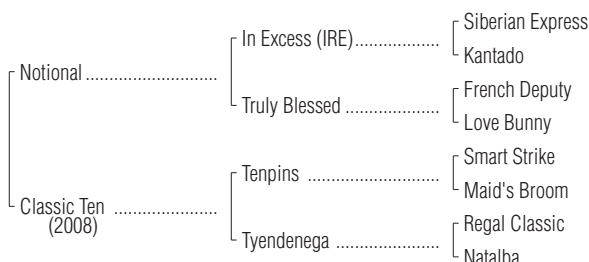 Siberian Express
In Excess (IRE)..................
Kantado
Notional ............................
French Deputy
Truly Blessed ....................
Love Bunny
Smart Strike
Tenpins ............................
Maid's Broom
Classic Ten ......................
(2008)
Regal Classic
Tyendenega ......................
Natalba